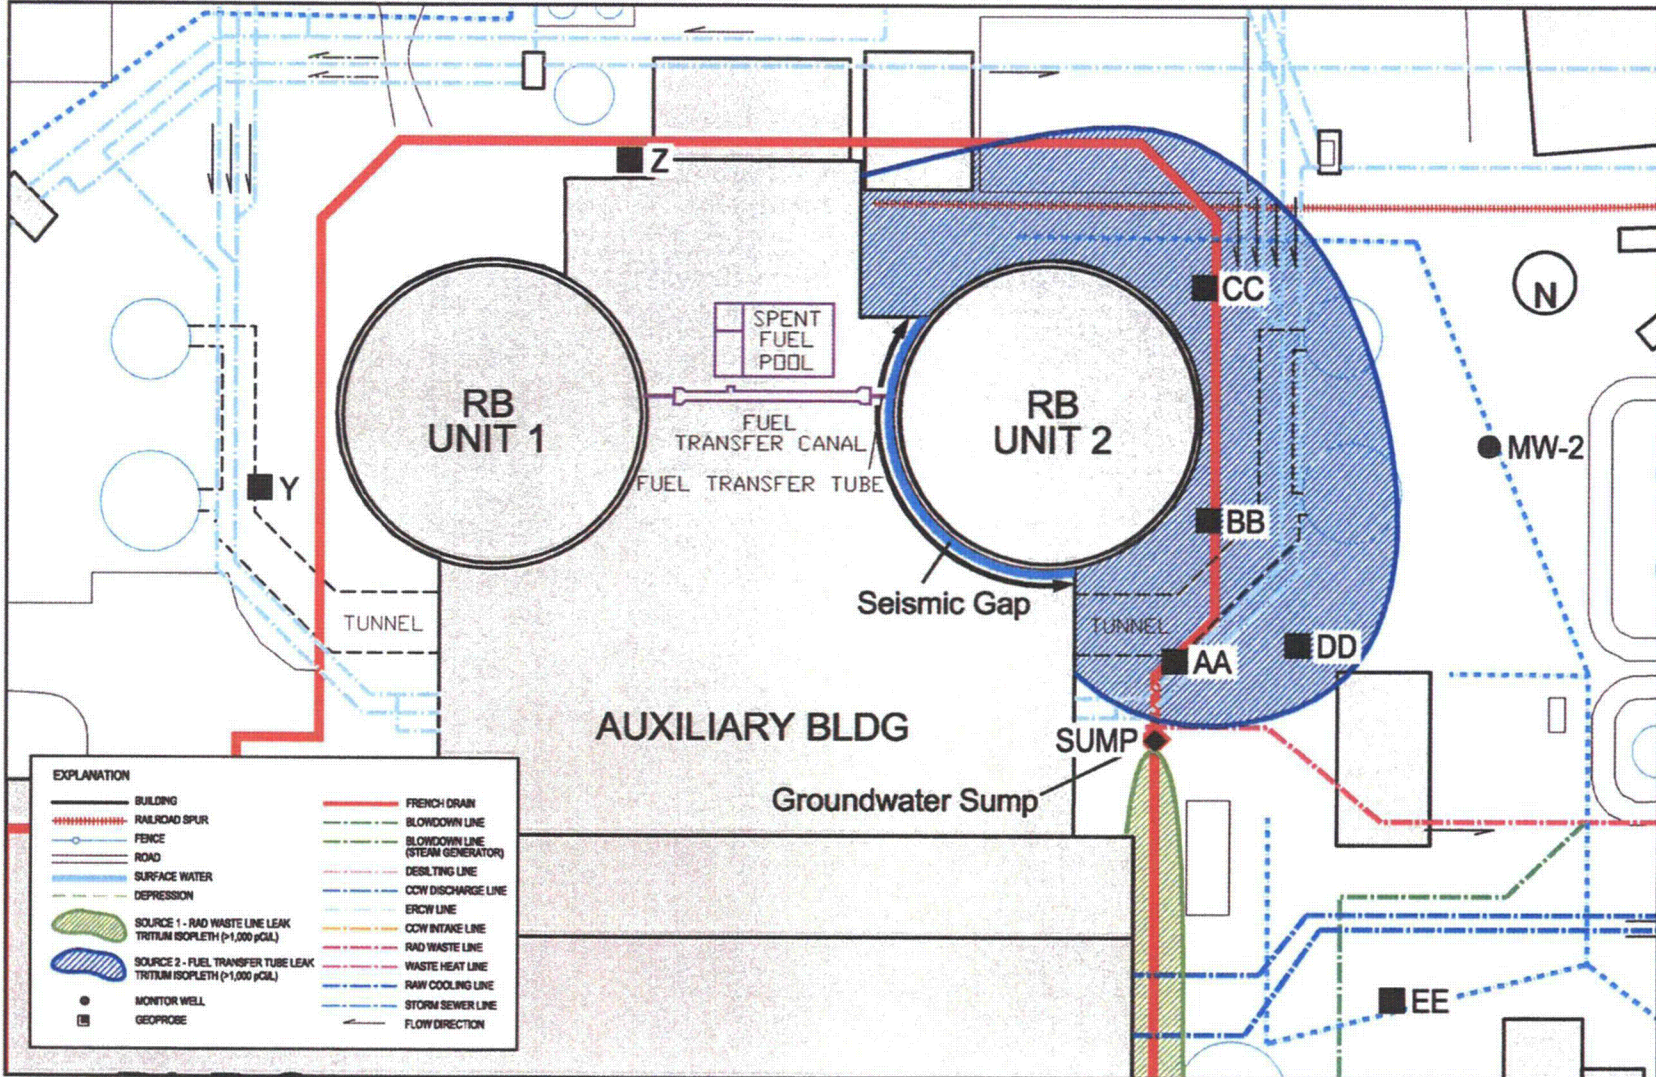 Z
CC
N
SPENT
FUEL
POOL
RB
UNIT 1
RB
UNIT 2
FUEL
TRANSFER CANAL
MW-2
FUEL TRANSFER TUBE
Y
BB
Seismic Gap
TUNNEL
TUNNEL
DD
AA
AUXILIARY BLDG
SUMP
Groundwater Sump
EE
EXPLANATION
BUILDING
RAILROAD SPUR
FENCE
ROAD
SURFACE WATER
DEPRESSION
SOURCE 1 - RAD WASTE LINE LEAK
TRITIUM ISOPLETH (>1,000 pCi/L)
SOURCE 2 - FUEL TRANSFER TUBE LEAK
TRITIUM ISOPLETH (>1,000 pCi/L)
MONITOR WELL
GEOPROBE
FRENCH DRAIN
BLOWDOWN LINE
BLOWDOWN LINE
(STEAM GENERATOR)
DESILTING LINE
CCW DISCHARGE LINE
ERCW LINE
CCW INTAKE LINE
RAD WASTE LINE
WASTE HEAT LINE
RAW COOLING LINE
STORM SEWER LINE
FLOW DIRECTION